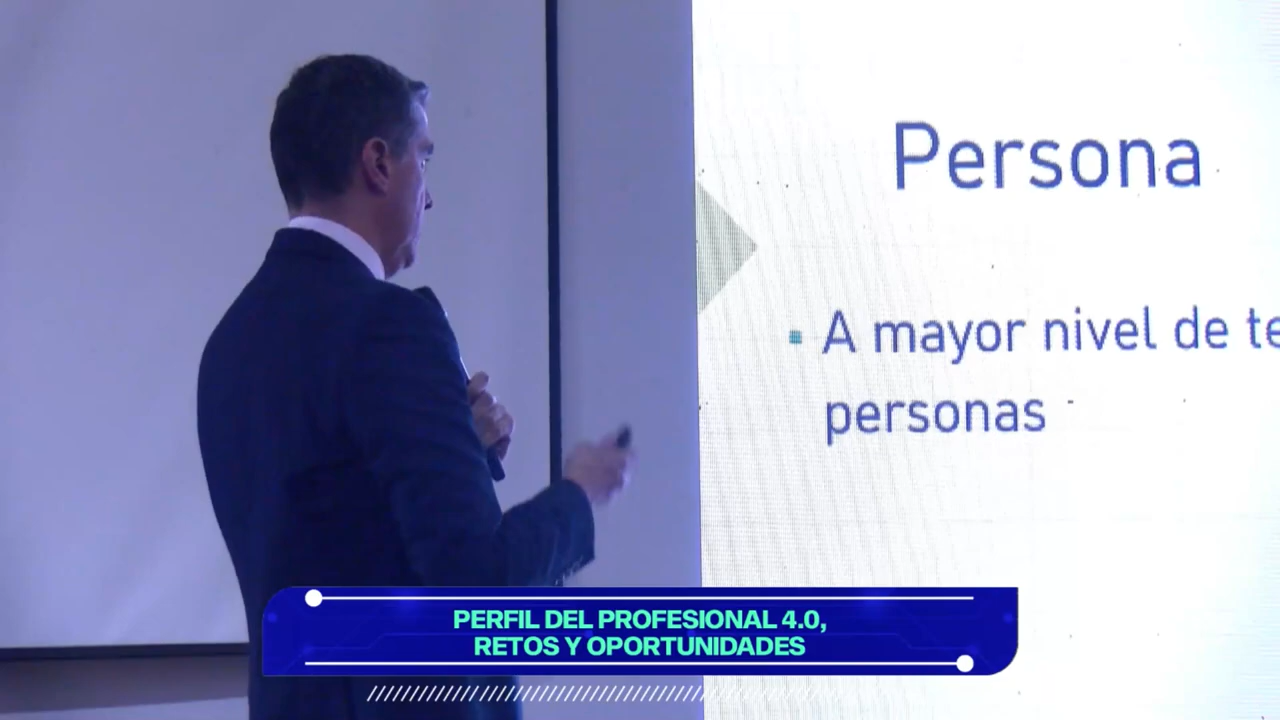 Persona
A mayor nivel de
personas
PERFIL DEL PROFESIONAL 4.0,
RETOS Y OPORTUNIDADES